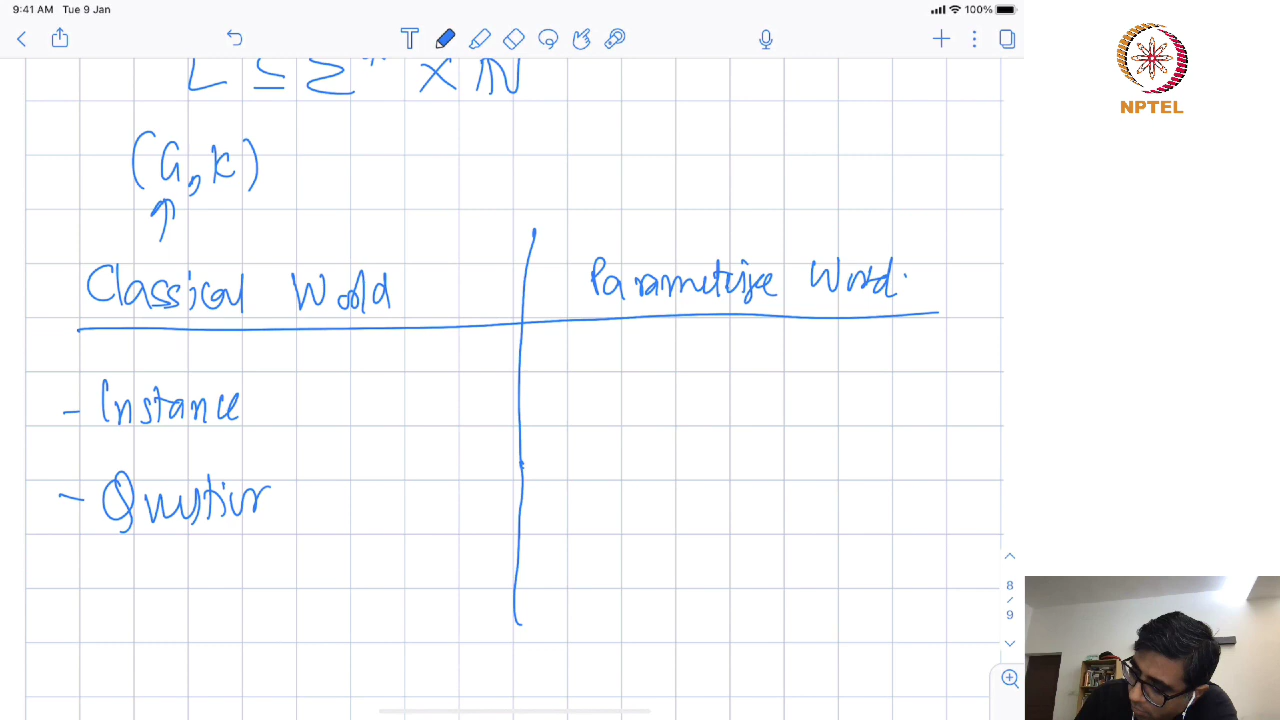 9:41 AM Tue 9 Jan
100%
L ⊆ Σ* × ℕ
(G, k)
↑
Classical World
Parametrize World.
- Instance
- Question
8
/
9
NPTEL